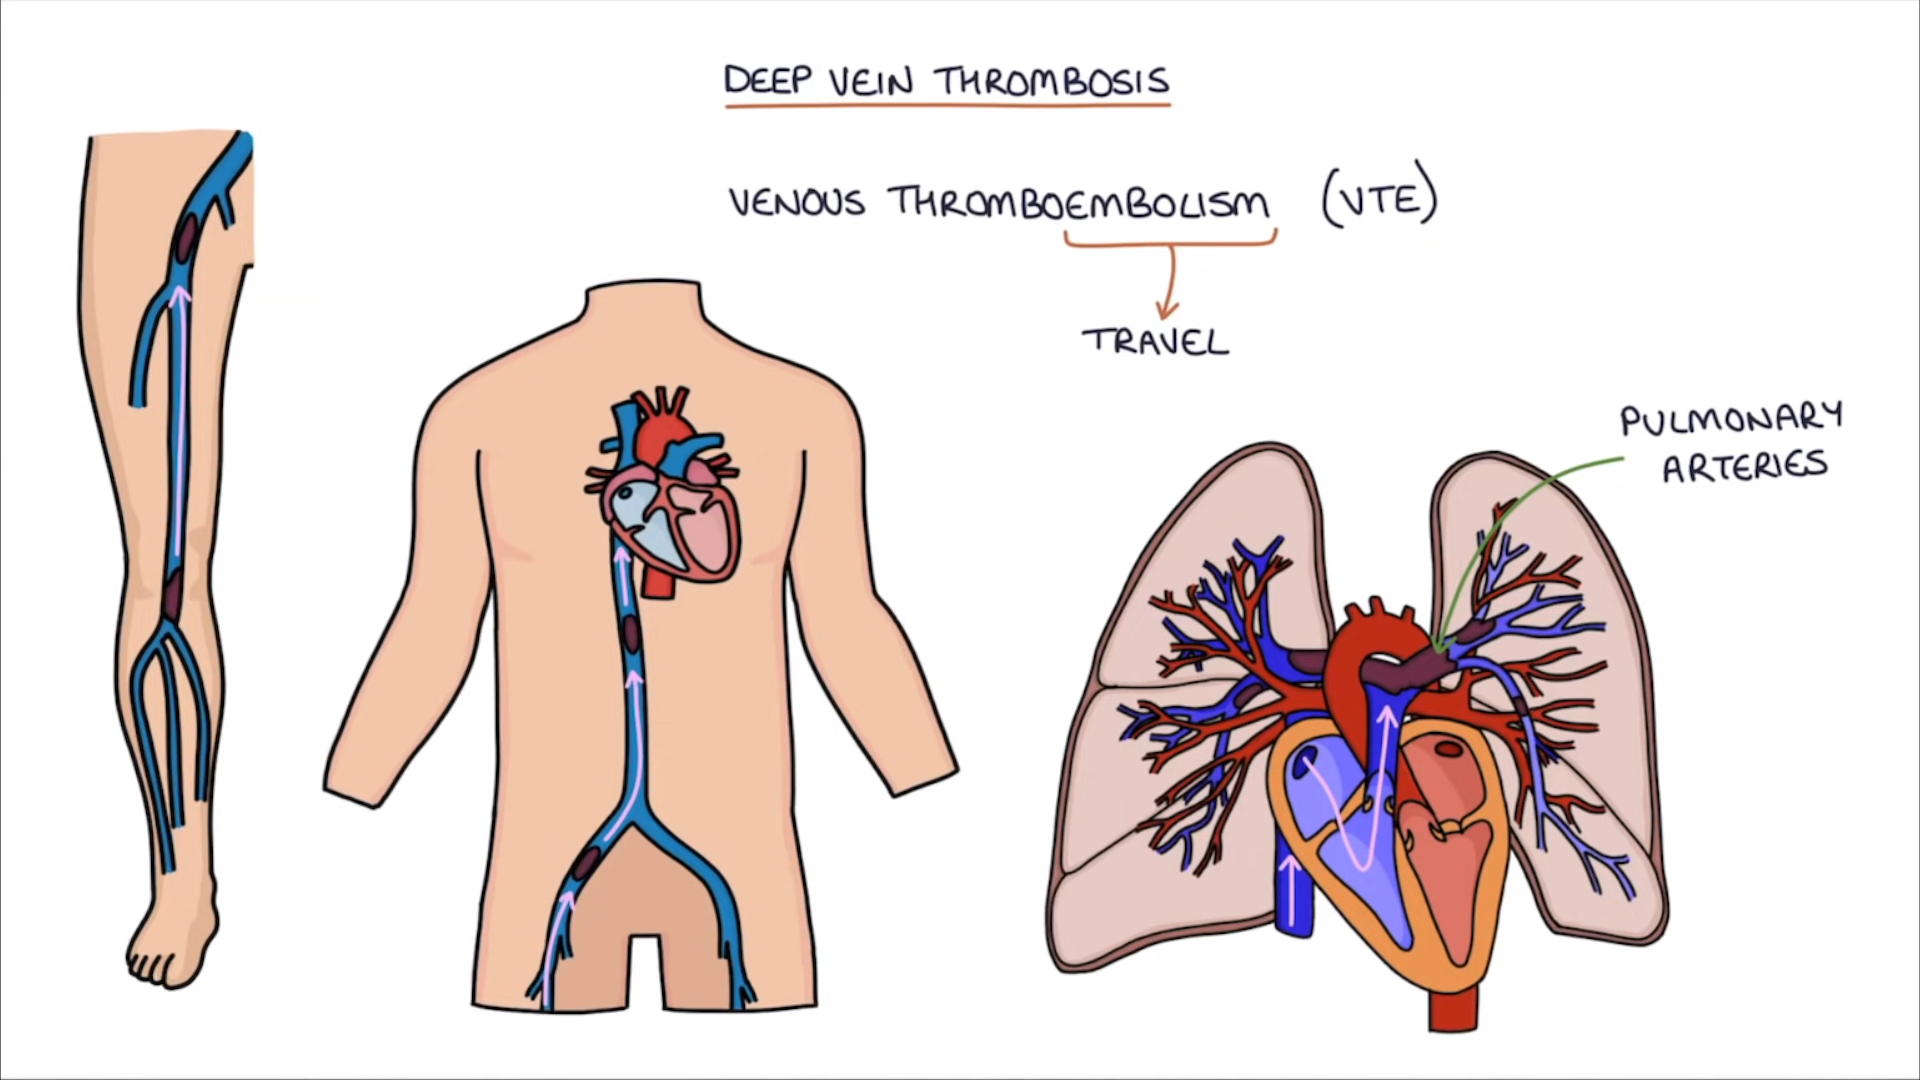 DEEP VEIN THROMBOSIS
VENOUS THROMBOEMBOLISM (VTE)
TRAVEL
PULMONARY
ARTERIES